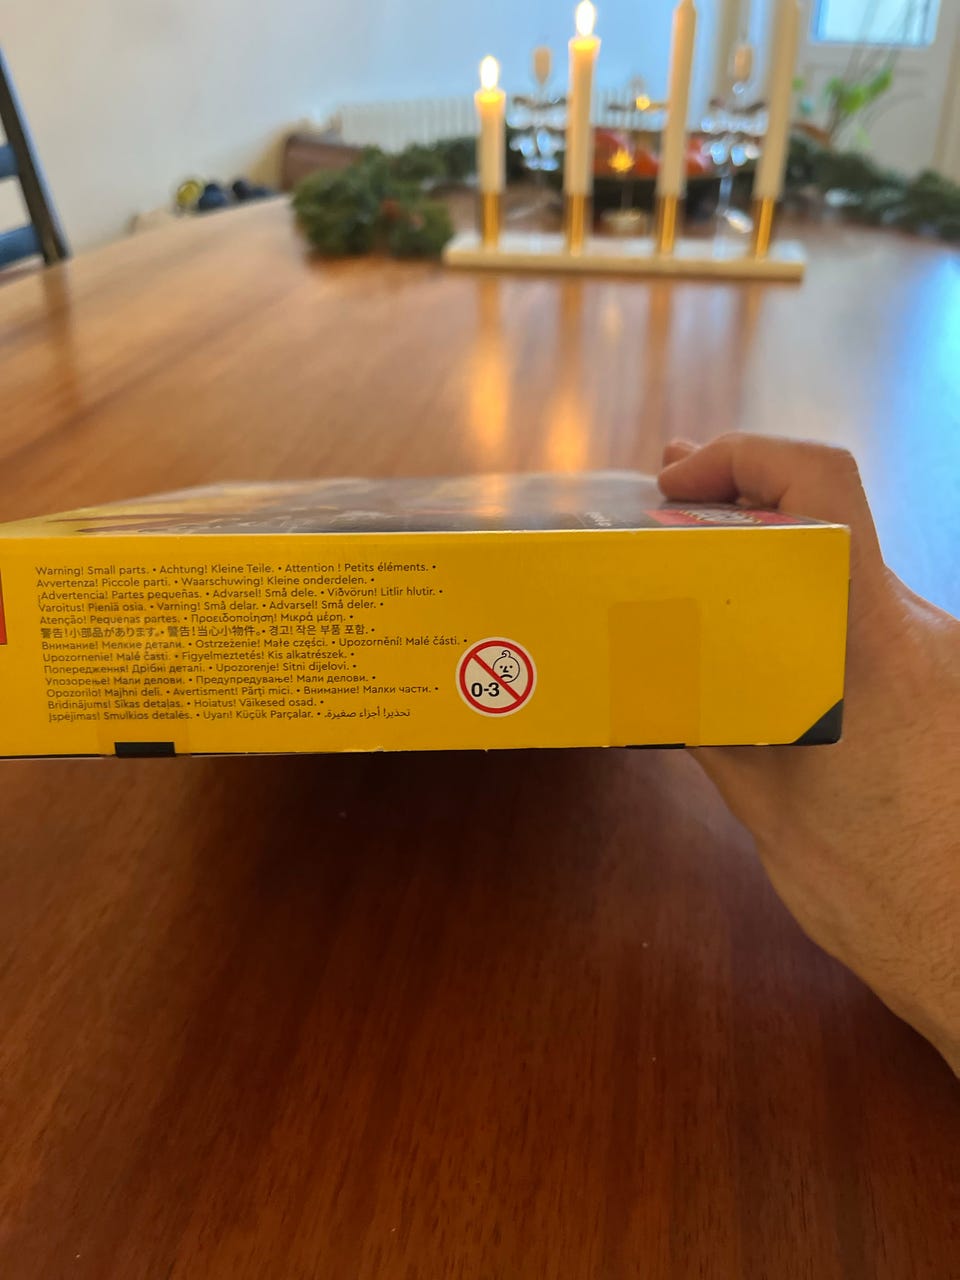 Warning! Small parts. • Achtung! Kleine Teile. • Attention ! Petits éléments. •
Avvertenza! Piccole parti. • Waarschuwing! Kleine onderdelen. •
¡Advertencia! Partes pequeñas. • Advarsel! Små dele. • Viðvörun! Litlir hlutir. •
Varoitus! Pieniä osia. • Varning! Små delar. • Advarsel! Små deler. •
Atenção! Pequenas partes. • Προειδοποίηση! Μικρά μέρη. •
警告!小部品があります。• 警告!当心小物件。• 경고! 작은 부품 포함. •
Внимание! Мелкие детали. • Ostrzeżenie! Małe części. • Upozornění! Malé části. •
Upozornenie! Malé časti. • Figyelmeztetés! Kis alkatrészek. •
Попередження! Дрібні деталі. • Upozorenje! Sitni dijelovi. •
Упозорење! Мали делови. • Предупредување! Мали делови. •
Opozorilo! Majhni deli. • Avertisment! Părţi mici. • Внимание! Малки части. •
Brīdinājums! Sīkas detaļas. • Hoiatus! Väikesed osad. •
Įspėjimas! Smulkios detalės. • Uyarı! Küçük Parçalar. • تحذير! أجزاء صغيرة.
0-3